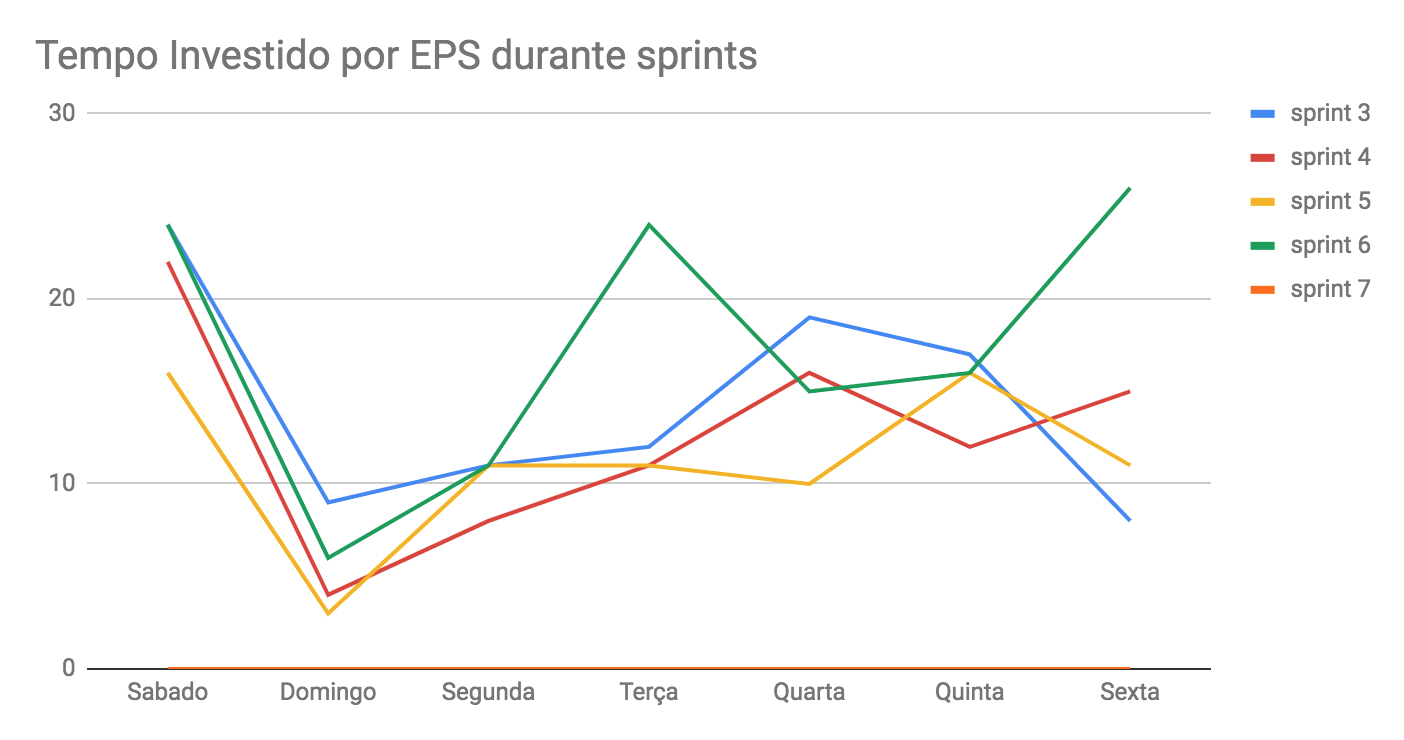 Tempo Investido por EPS durante sprints
30
20
10
0
Sabado
Domingo
Segunda
Terça
Quarta
Quinta
Sexta
sprint 3
sprint 4
sprint 5
sprint 6
sprint 7